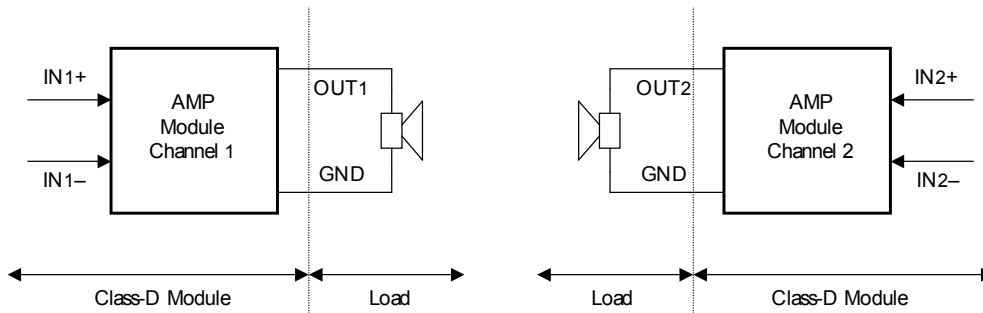 IN1+
IN1–
AMP
Module
Channel 1
OUT1
GND
OUT2
GND
AMP
Module
Channel 2
IN2+
IN2–
Class-D Module
Load
Load
Class-D Module